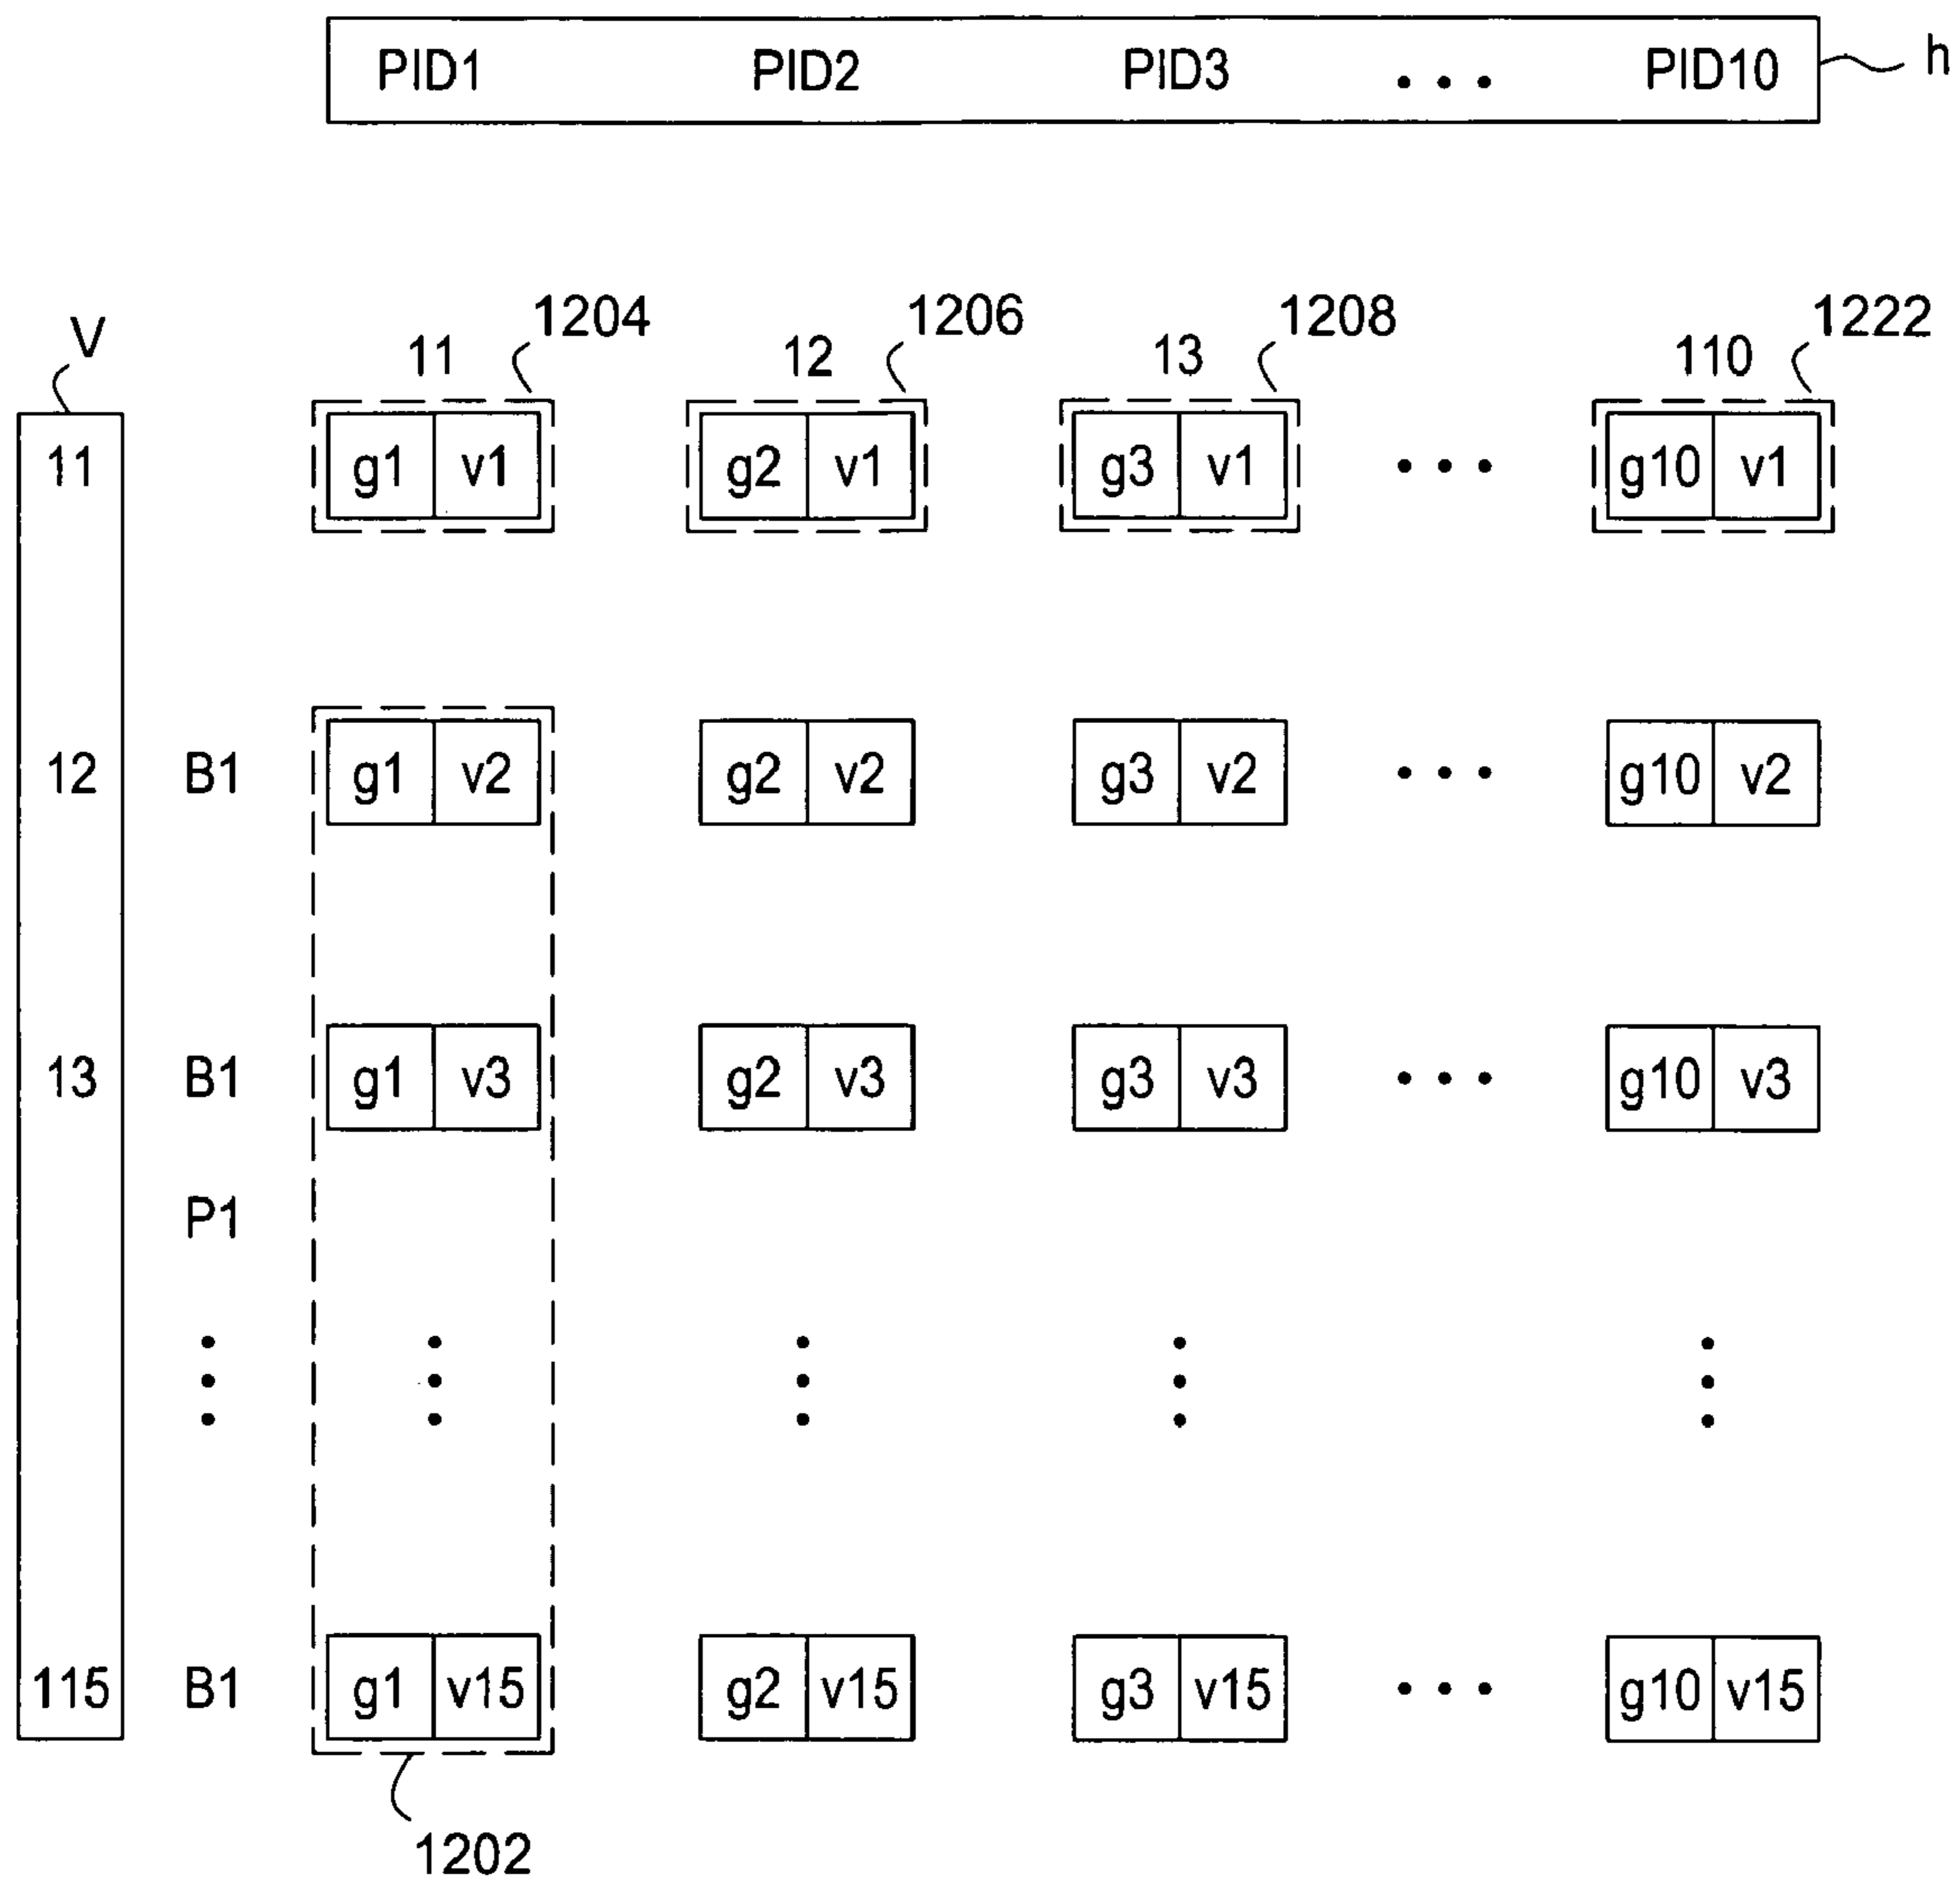 PID1 PID2 PID3 • • • PID10 h
1204 1206 1208 1222
V 11 12 13 110
11 g1 v1 g2 v1 g3 v1 • • • g10 v1
12 B1 g1 v2 g2 v2 g3 v2 • • • g10 v2
13 B1 g1 v3 g2 v3 g3 v3 • • • g10 v3
P1
115 B1 g1 v15 g2 v15 g3 v15 • • • g10 v15
1202